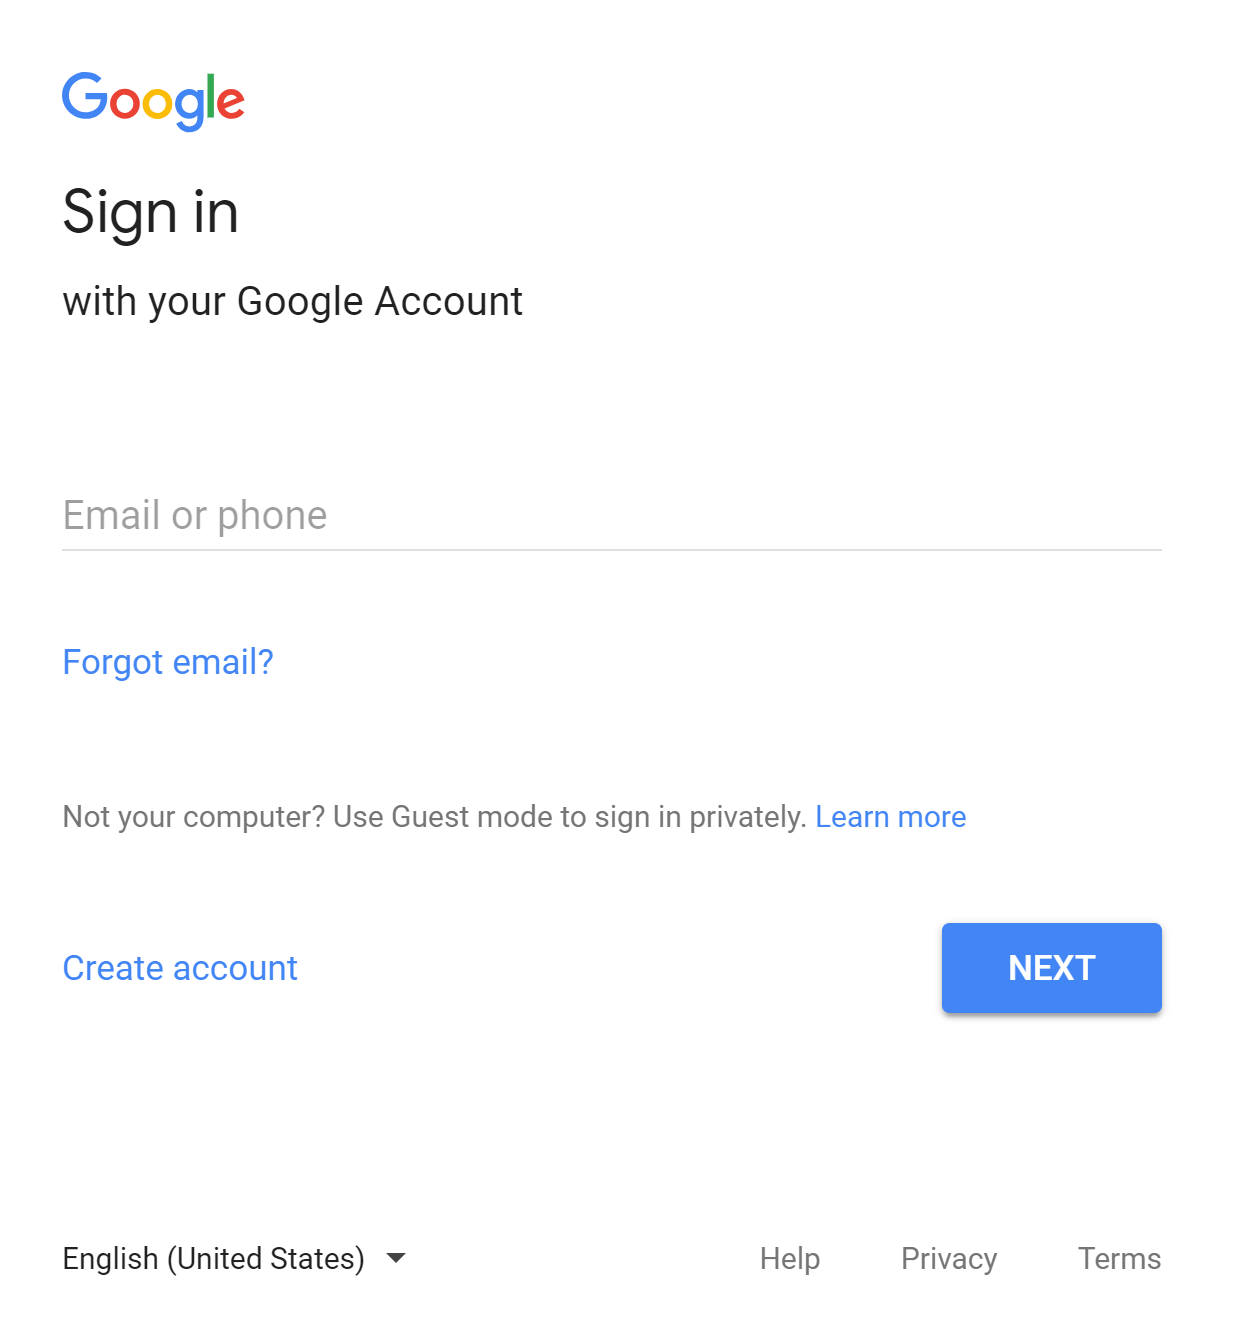 Google
Sign in
with your Google Account
Email or phone
Forgot email?
Not your computer? Use Guest mode to sign in privately. Learn more
Create account
NEXT
English (United States)
Help
Privacy
Terms